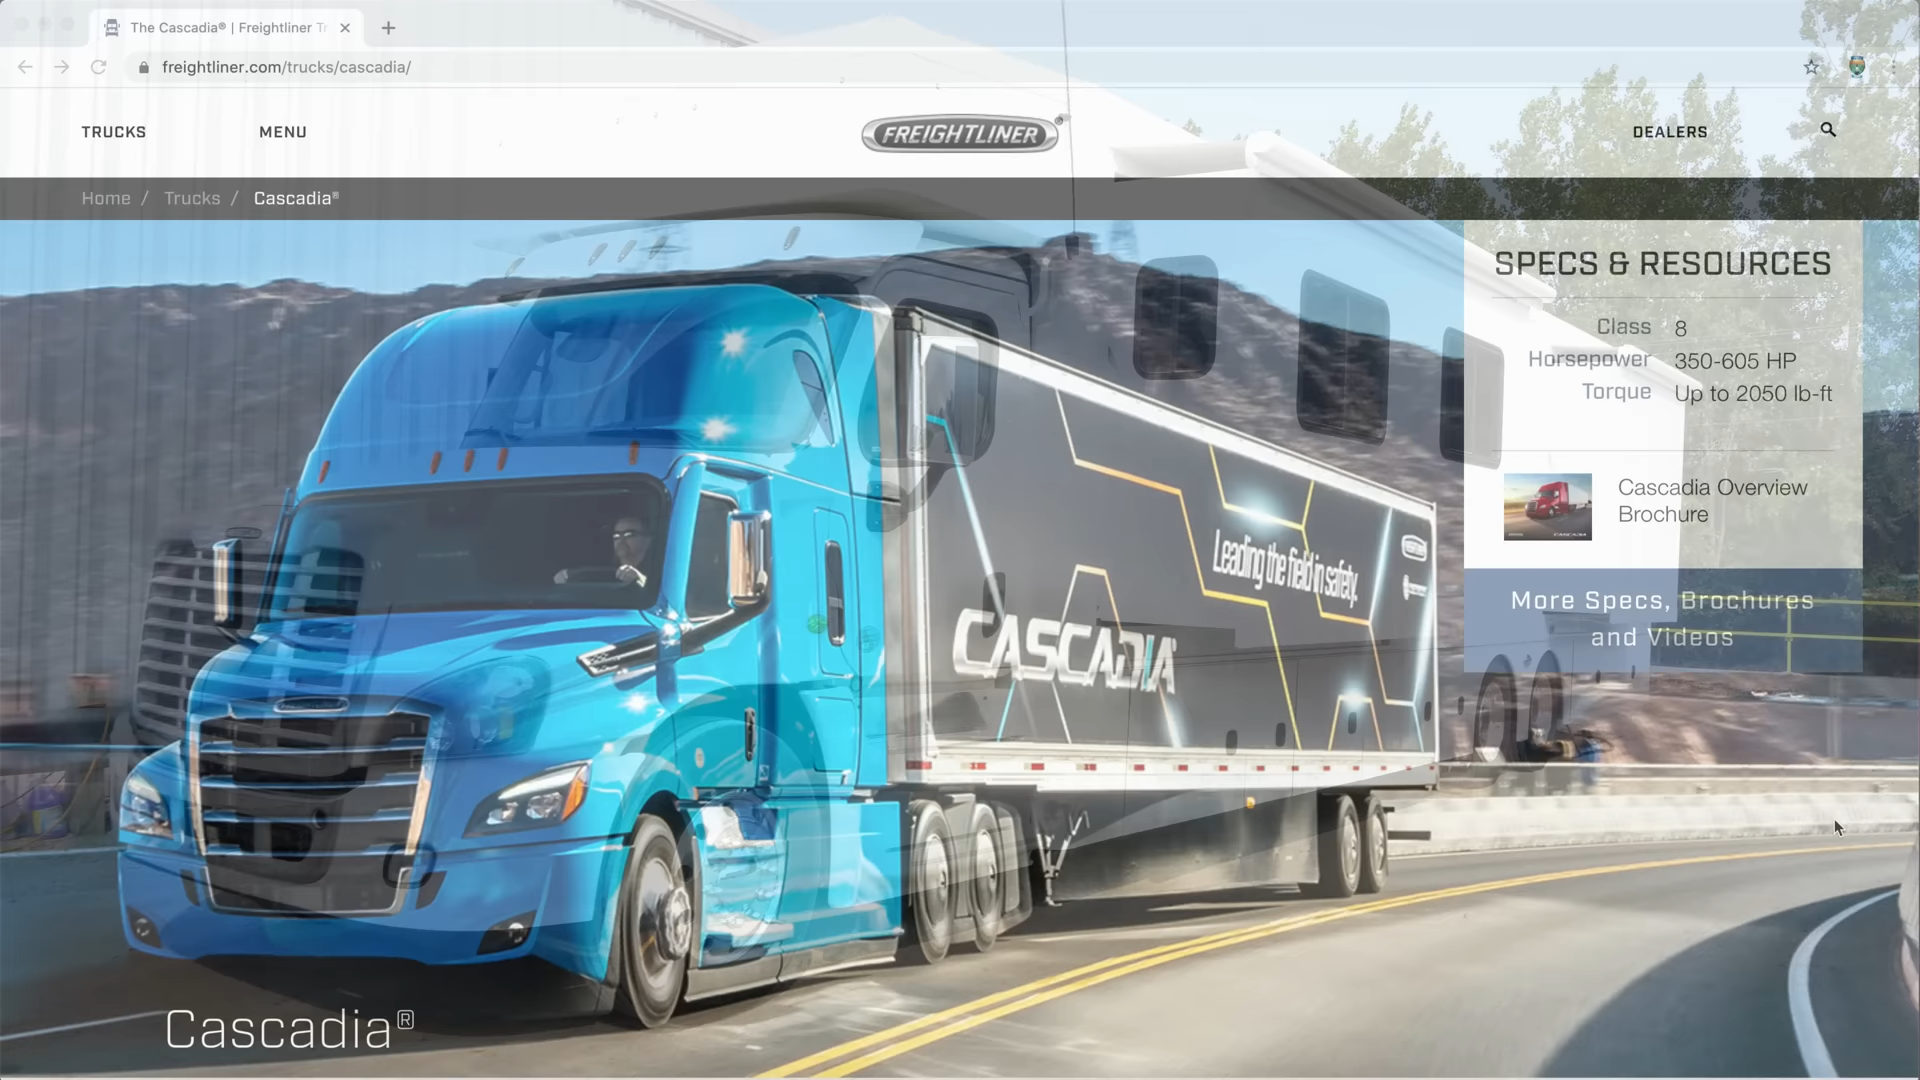 The Cascadia® | Freightliner Tr
freightliner.com/trucks/cascadia/
TRUCKS
MENU
FREIGHTLINER
DEALERS
Home / Trucks / Cascadia®
SPECS & RESOURCES
Class 8
Horsepower 350-605 HP
Torque Up to 2050 lb-ft
Cascadia Overview
Brochure
More Specs, Brochures
and Videos
Leading the field in safety.
CASCADIA
Cascadia®